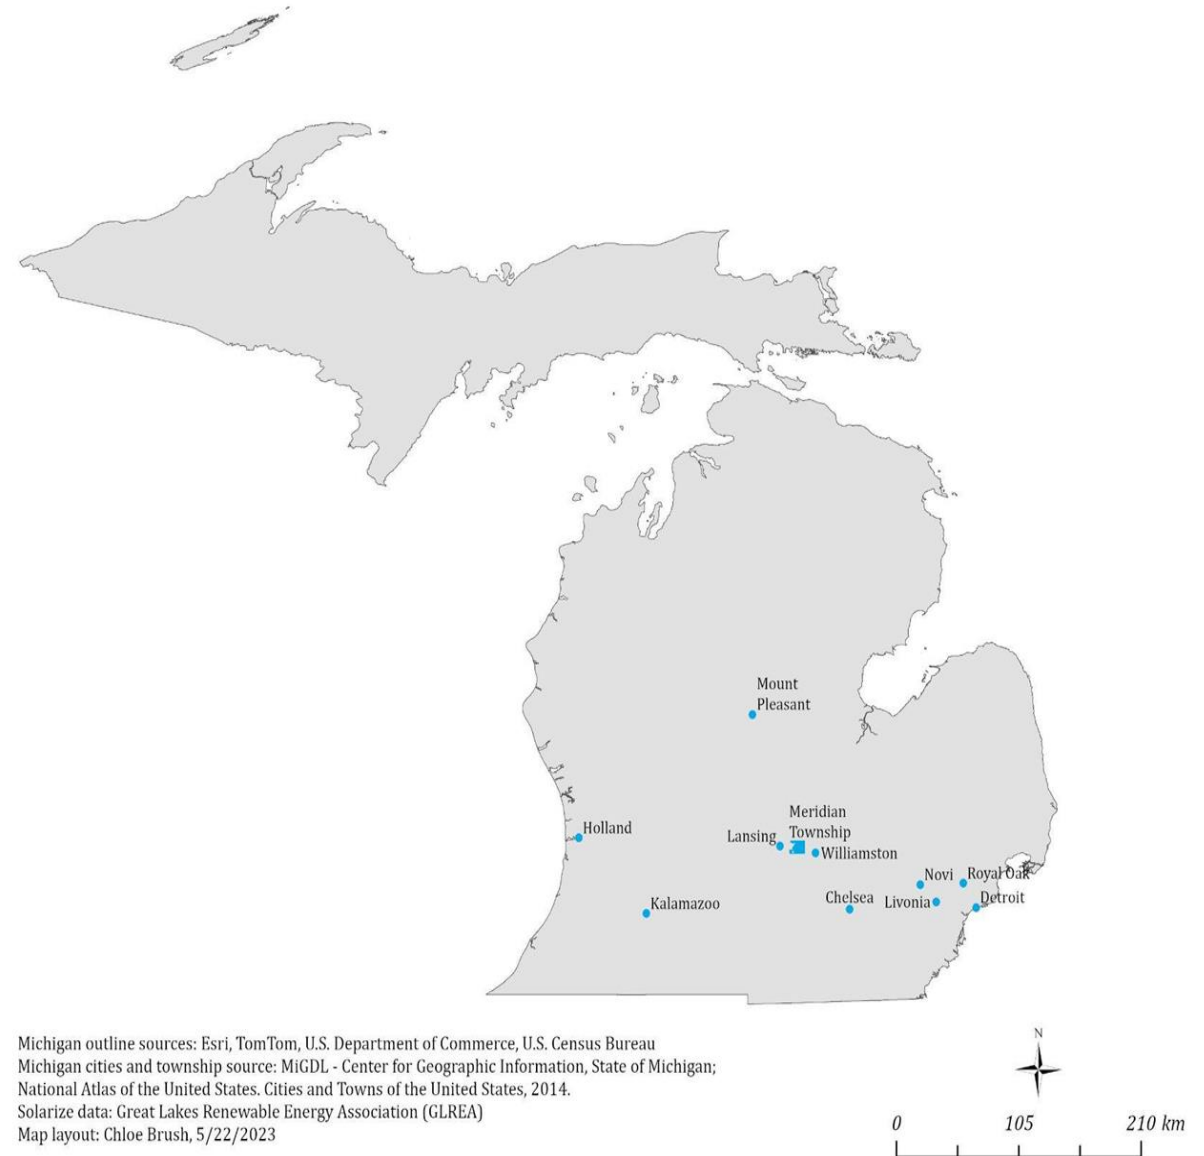 Mount
Pleasant
Meridian
Township
Lansing
Williamston
Holland
Kalamazoo
Chelsea
Novi
Royal Oak
Livonia
Detroit
Michigan outline sources: Esri, TomTom, U.S. Department of Commerce, U.S. Census Bureau
Michigan cities and township source: MiGDL - Center for Geographic Information, State of Michigan;
National Atlas of the United States. Cities and Towns of the United States, 2014.
Solarize data: Great Lakes Renewable Energy Association (GLREA)
Map layout: Chloe Brush, 5/22/2023
N
0 105 210 km